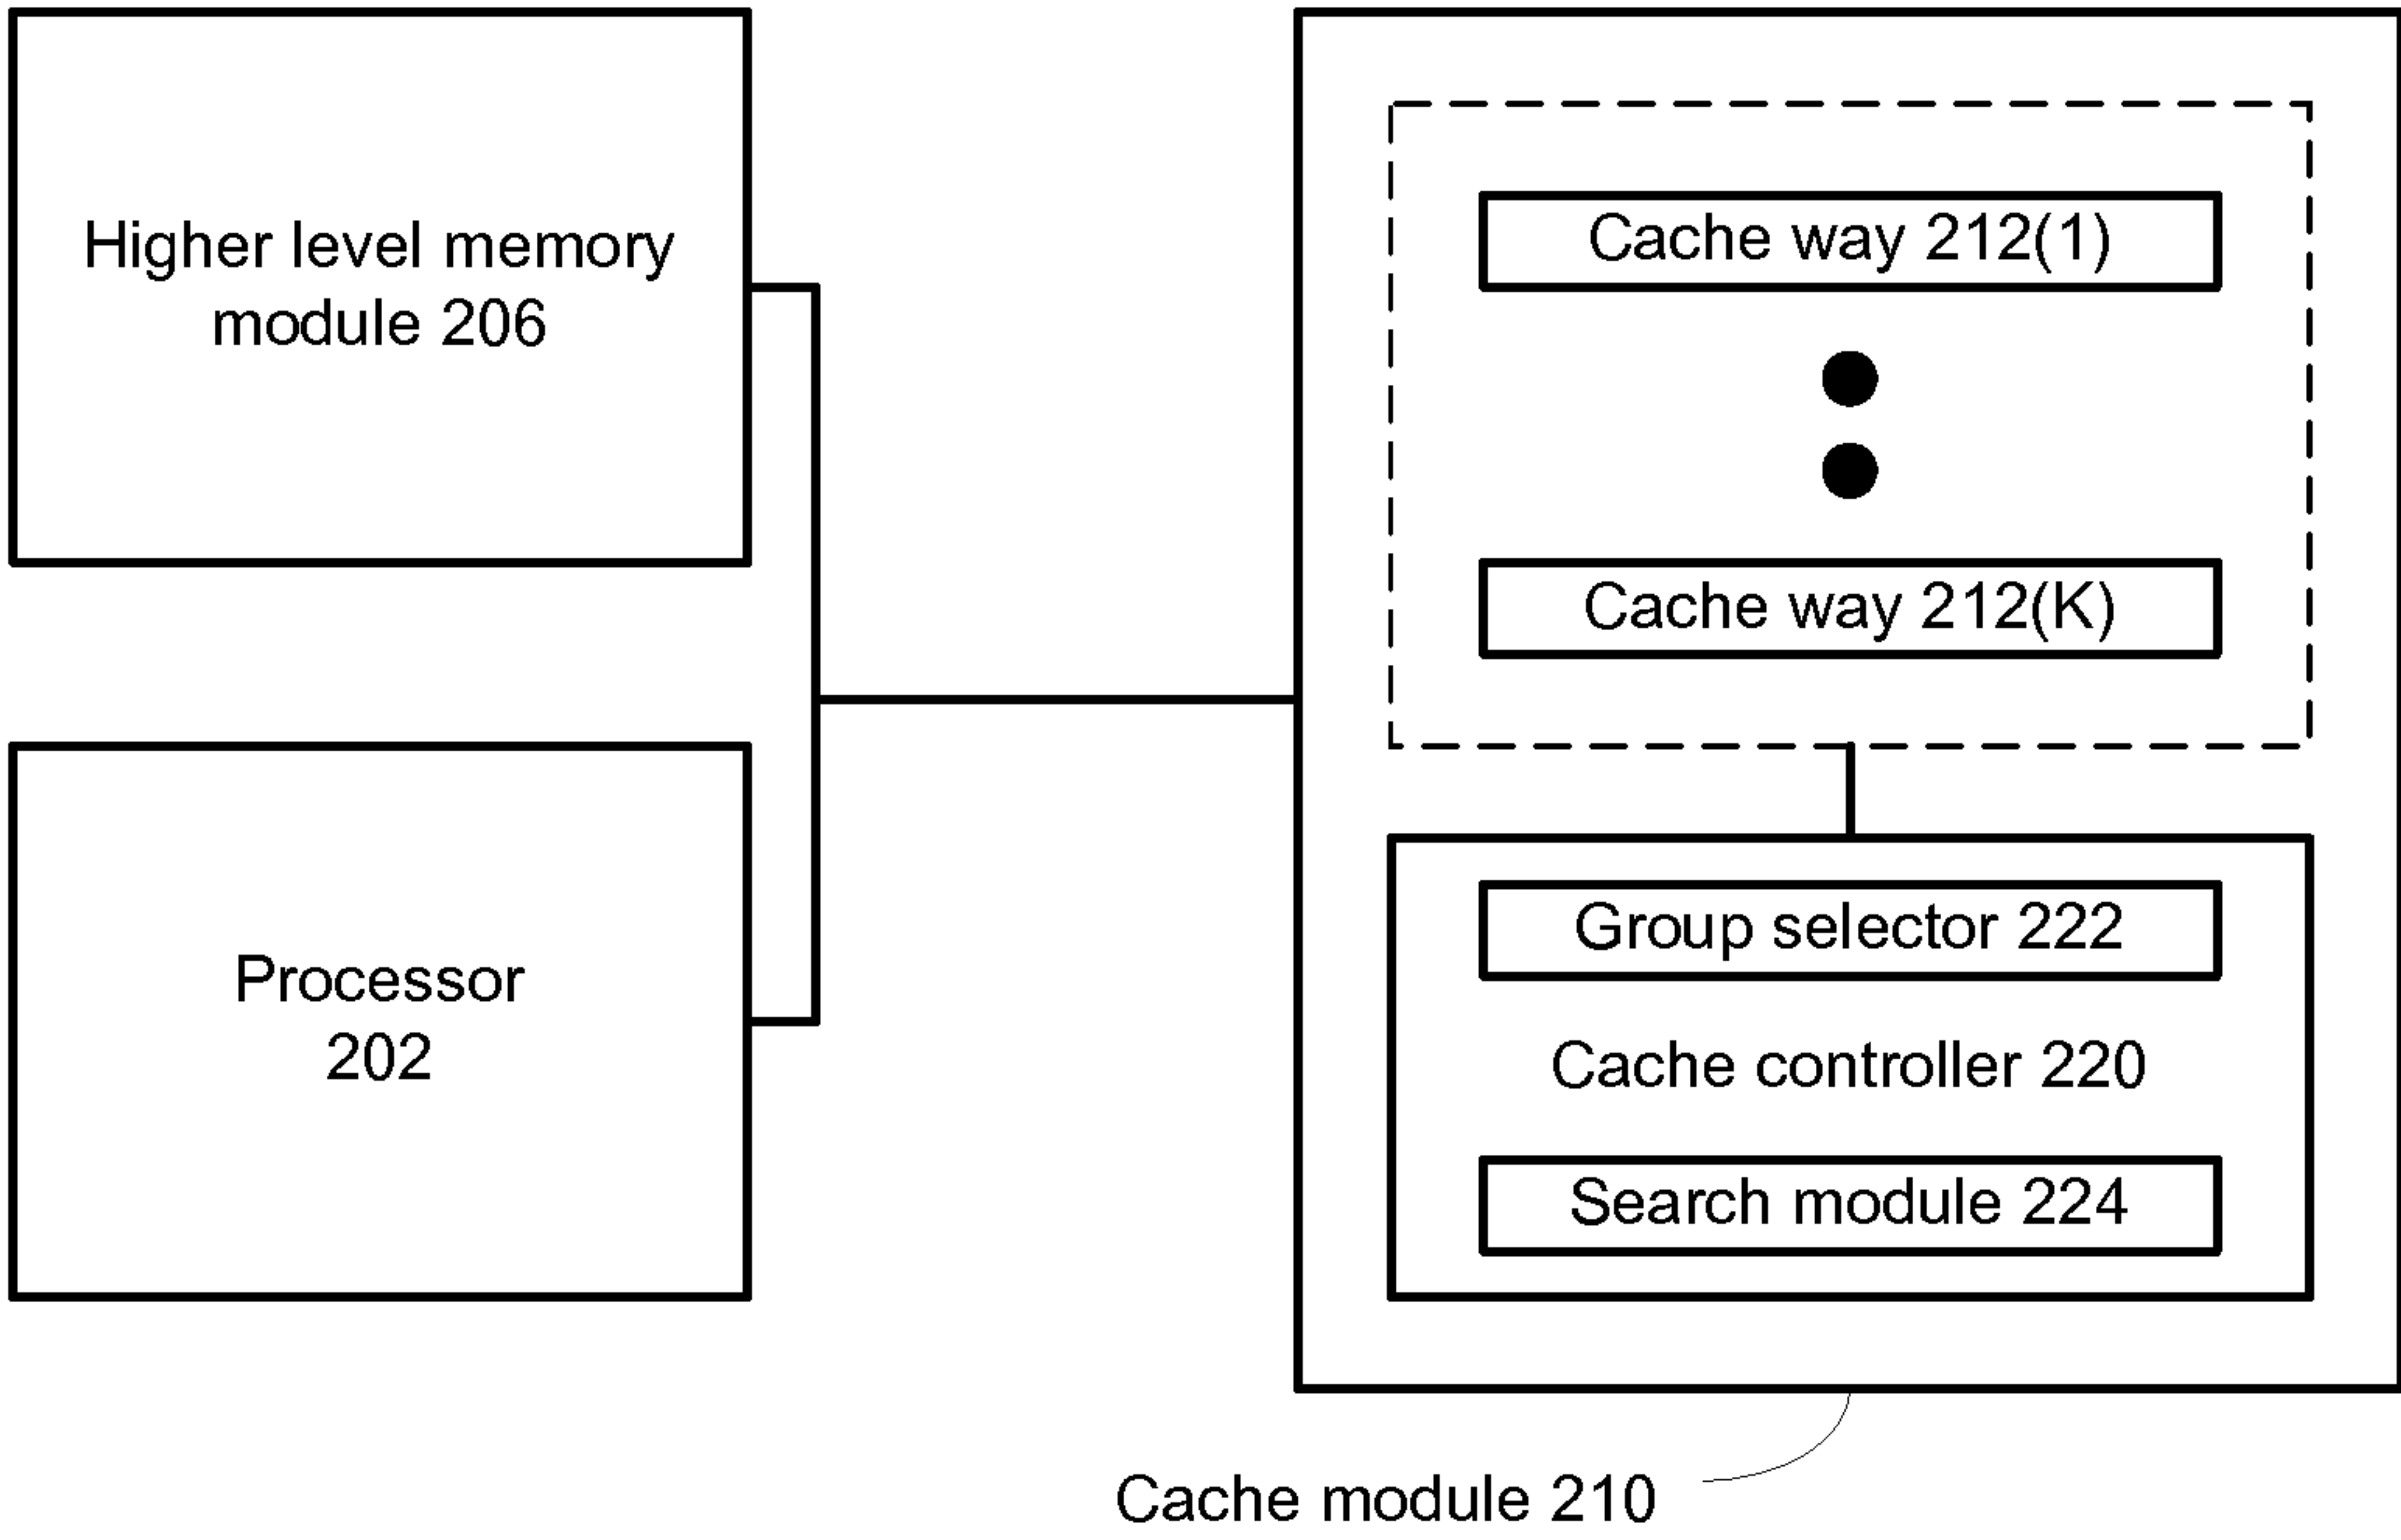 Higher level memory
module 206
Processor
202
Cache way 212(1)
Cache way 212(K)
Group selector 222
Cache controller 220
Search module 224
Cache module 210